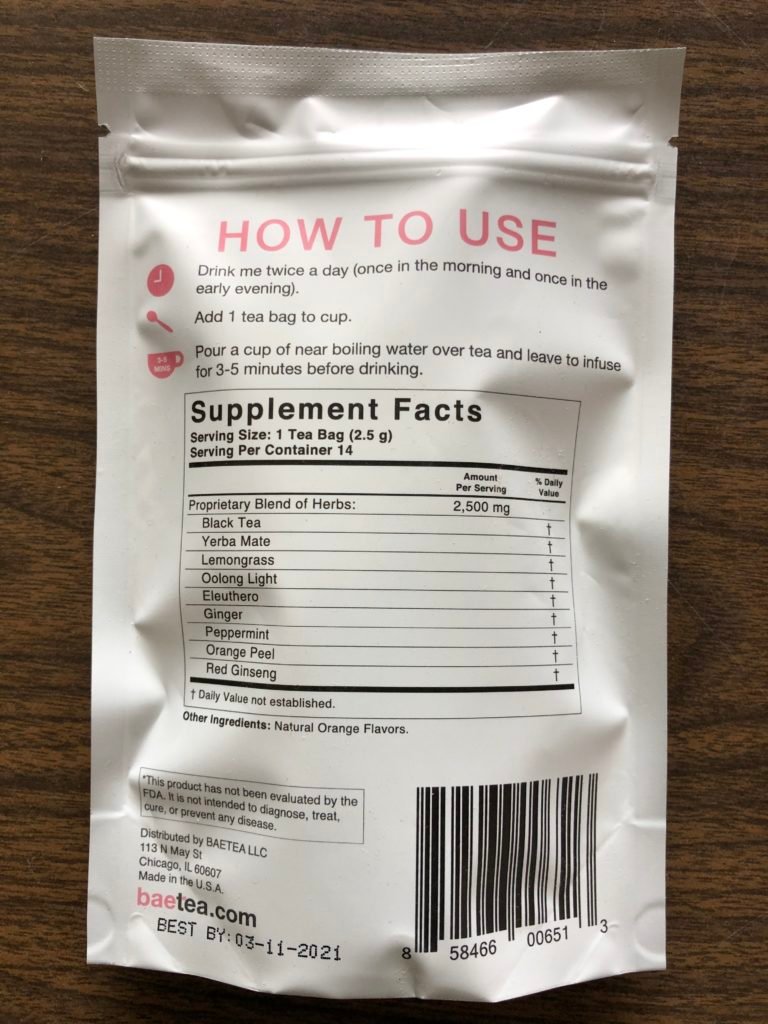 HOW TO USE
Drink me twice a day (once in the morning and once in the
early evening).
Add 1 tea bag to cup.
3-5
MINS
Pour a cup of near boiling water over tea and leave to infuse
for 3-5 minutes before drinking.
Supplement Facts
Serving Size: 1 Tea Bag (2.5 g)
Serving Per Container 14
Amount
Per Serving
% Daily
Value
Proprietary Blend of Herbs: 2,500 mg
Black Tea †
Yerba Mate †
Lemongrass †
Oolong Light †
Eleuthero †
Ginger †
Peppermint †
Orange Peel †
Red Ginseng †
† Daily Value not established.
Other Ingredients: Natural Orange Flavors.
*This product has not been evaluated by the
FDA. It is not intended to diagnose, treat,
cure, or prevent any disease.
Distributed by BAETEA LLC
113 N May St
Chicago, IL 60607
Made in the U.S.A.
baetea.com
BEST BY:03-11-2021
8 58466 00651 3